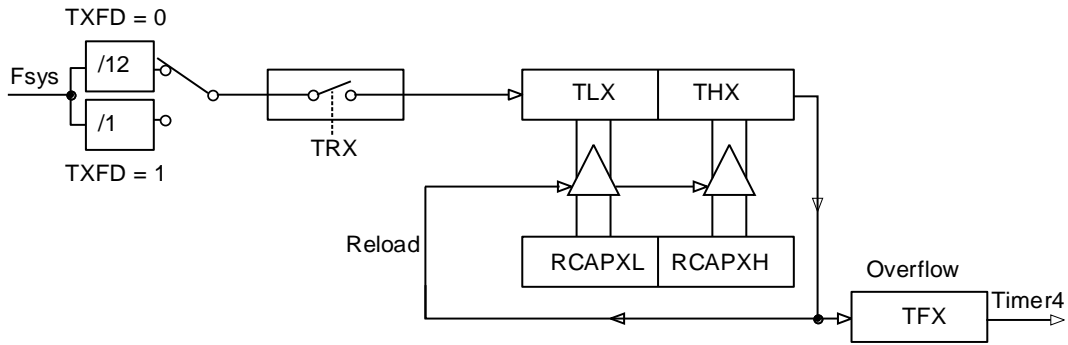 TXFD = 0
Fsys
/12
/1
TXFD = 1
TRX
TLX
THX
Reload
RCAPXL
RCAPXH
Overflow
TFX
Timer4